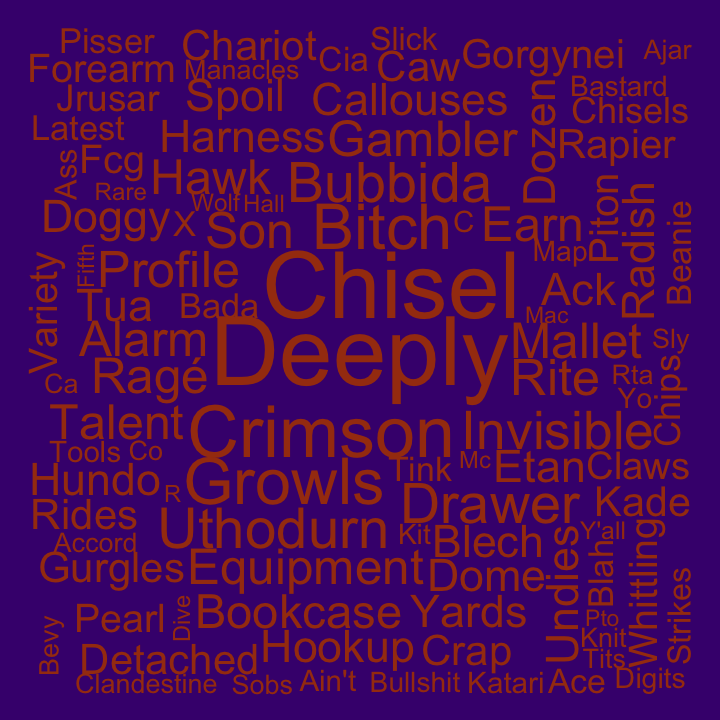 Pisser Chariot Slick Gorgynei Ajar
Forearm Manacles Cia Caw Bastard
Jrusar Spoil Callouses Dozen Chisels
Latest Harness Gambler Rapier
Ass Fcg Hawk Bubbida Piton Radish Beanie
Rare Wolf Hall
Doggy X Son Bitch C Earn Map
Variety Fifth Profile Chisel Ack
Tua Bada Mac
Alarm Deeply Mallet Sly
Ca Ragé Rite Rta Chips
Yo
Talent Crimson Invisible
Tools Co Tink Mc Etan Claws
Hundo R Growls Drawer Kade
Rides Uthodurn Kit Blech Y'all
Accord Undies Blah Whittling Strikes
Gurgles Equipment Dome
Bevy Pearl Dive Bookcase Yards Pto
Knit
Detached Hookup Crap Tits
Clandestine Sobs Ain't Bullshit Katari Ace Digits